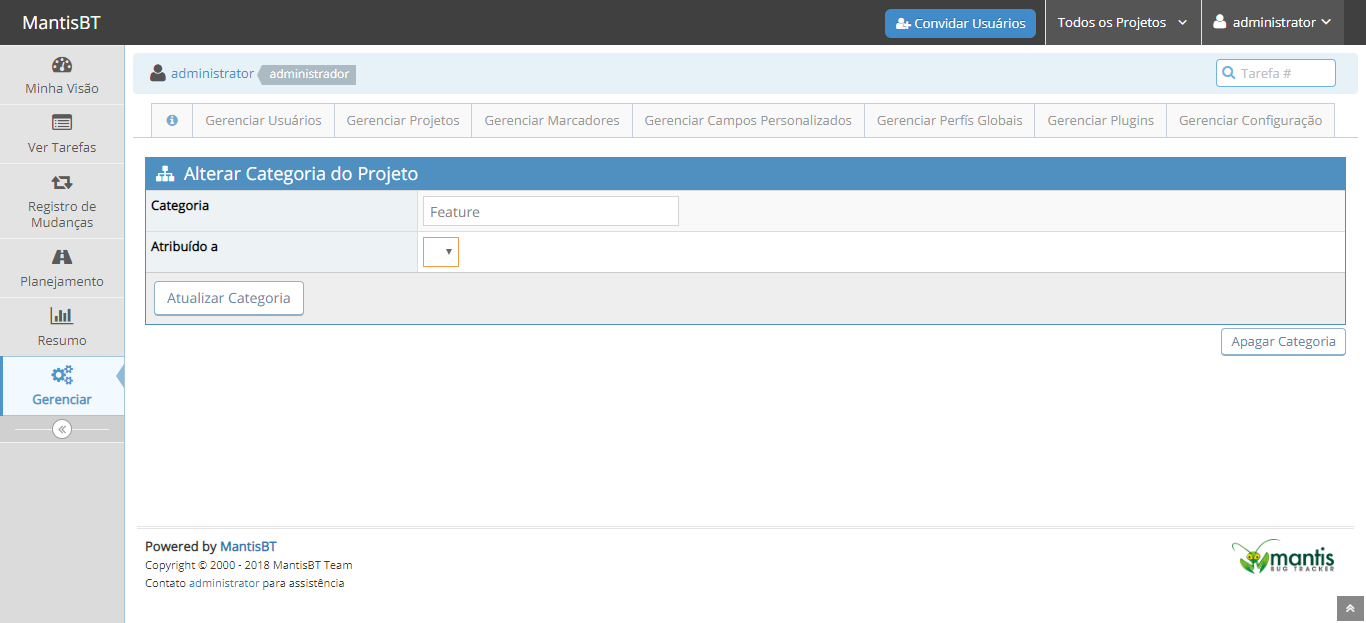 MantisBT
Convidar Usuários
Todos os Projetos
administrator
Minha Visão
Ver Tarefas
Registro de
Mudanças
Planejamento
Resumo
Gerenciar
administrator administrador
Tarefa #
Gerenciar Usuários Gerenciar Projetos Gerenciar Marcadores Gerenciar Campos Personalizados Gerenciar Perfís Globais Gerenciar Plugins Gerenciar Configuração
Alterar Categoria do Projeto
Categoria Feature
Atribuído a
Atualizar Categoria
Apagar Categoria
Powered by MantisBT
Copyright © 2000 - 2018 MantisBT Team
Contato administrator para assistência
mantis
BUG TRACKER